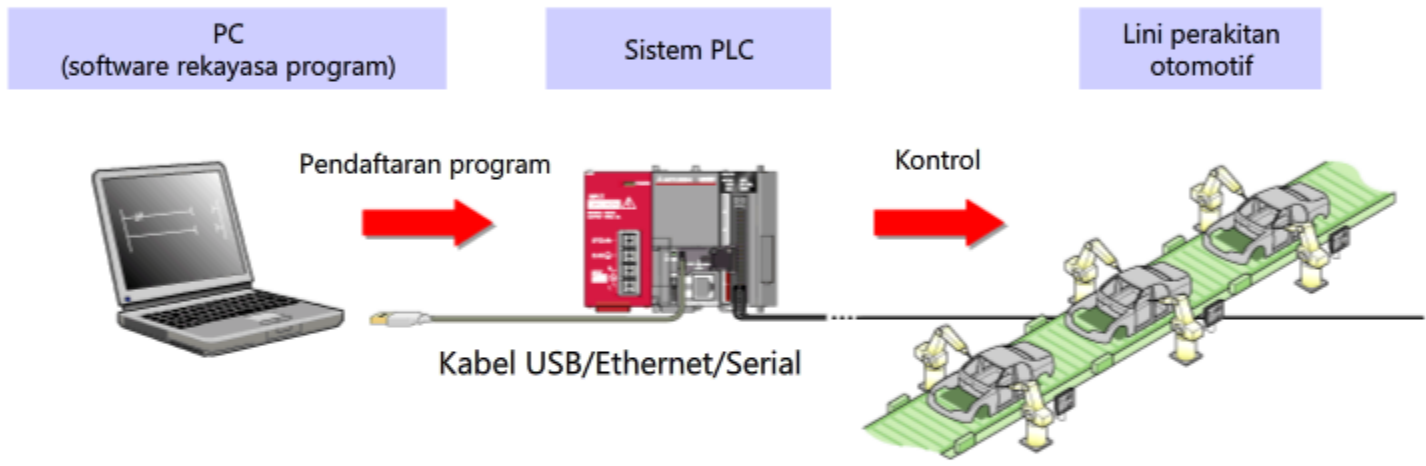 PC
(software rekayasa program)
Sistem PLC
Lini perakitan
otomotif
Pendaftaran program
Kontrol
Kabel USB/Ethernet/Serial